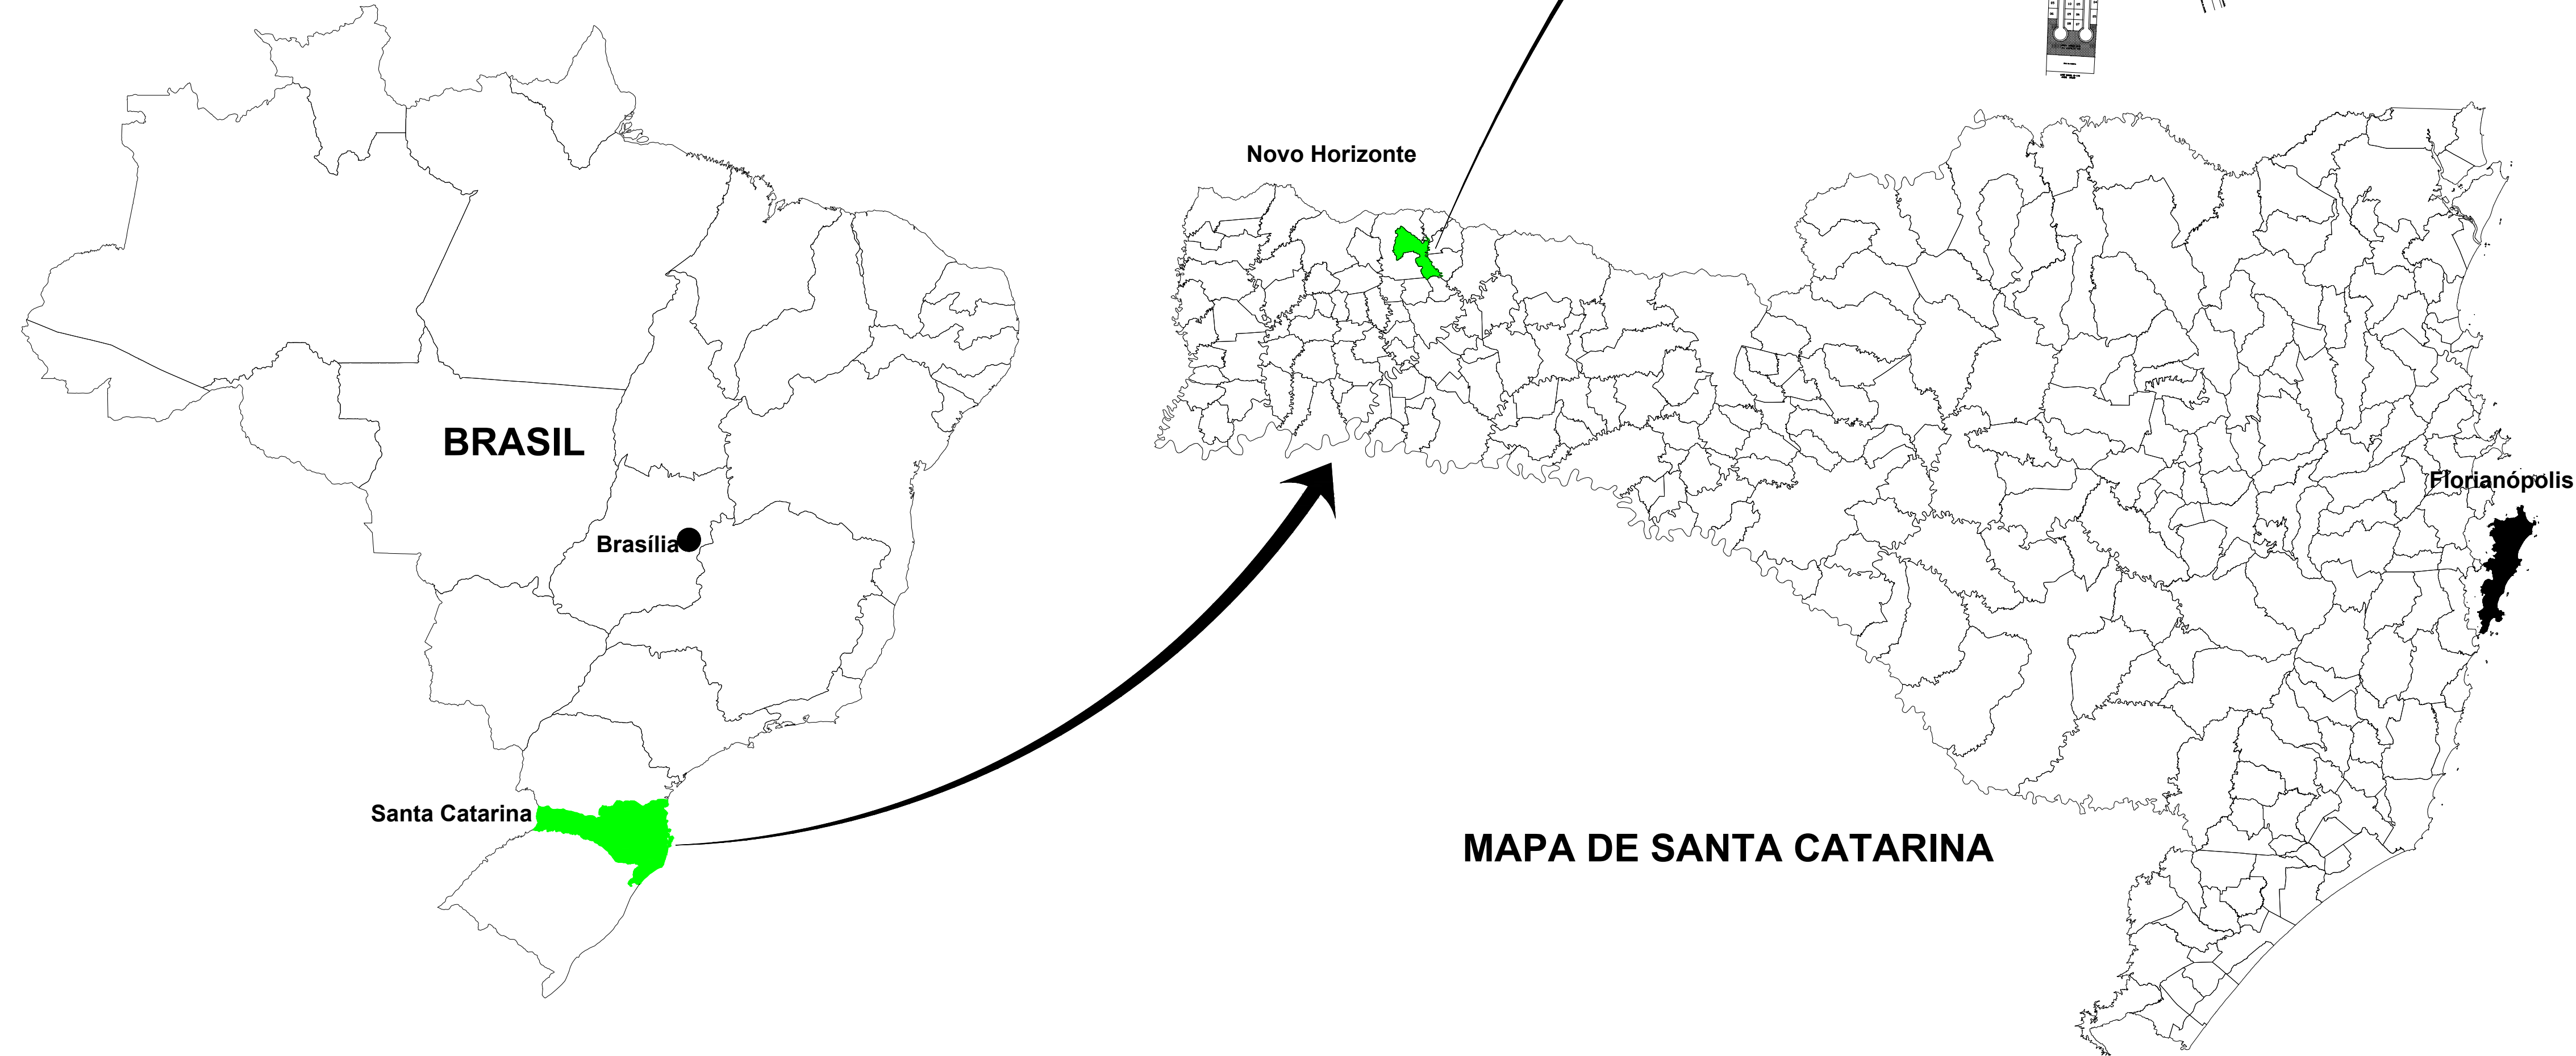 Novo Horizonte
BRASIL
Florianópolis
Brasília
Santa Catarina
MAPA DE SANTA CATARINA